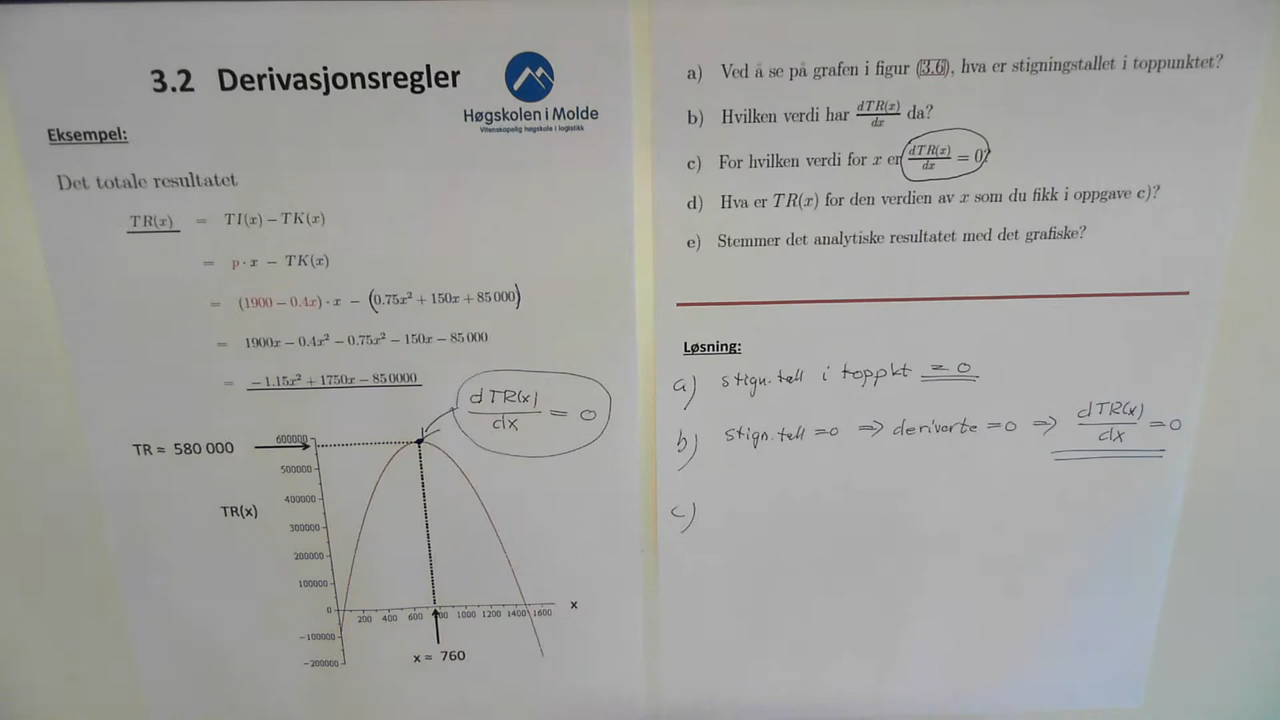 3.2 Derivasjonsregler
Høgskolen i Molde
Vitenskapelig høgskole i logistikk
Eksempel:
Det totale resultatet
TR(x) = TI(x) − TK(x)
= p · x − TK(x)
= (1900 − 0.4x) · x − (0.75x² + 150x + 85 000)
= 1900x − 0.4x² − 0.75x² − 150x − 85 000
= −1.15x² + 1750x − 85 0000
dTR(x)/dx = 0
TR ≈ 580 000
TR(x)
600000
500000
400000
300000
200000
100000
0
−100000
−200000
200 400 600 800 1000 1200 1400 1600
x
x ≈ 760
a) Ved å se på grafen i figur (3.6), hva er stigningstallet i toppunktet?
b) Hvilken verdi har dTR(x)/dx da?
c) For hvilken verdi for x er dTR(x)/dx = 0?
d) Hva er TR(x) for den verdien av x som du fikk i oppgave c)?
e) Stemmer det analytiske resultatet med det grafiske?
Løsning:
a) stign.tall i toppkt = 0
b) stign.tall = 0 ⇒ deriverte = 0 ⇒ dTR(x)/dx = 0
c)